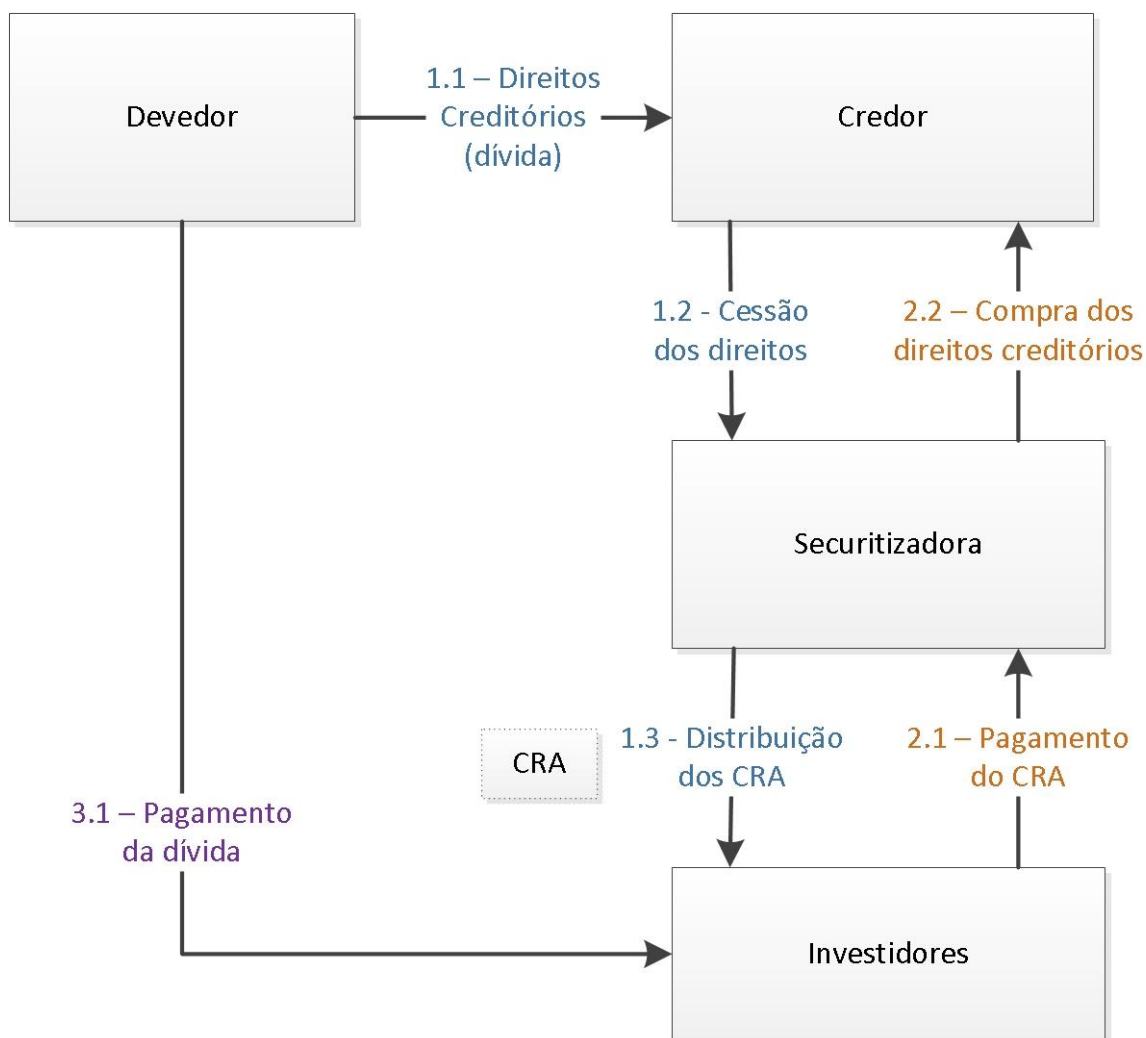 Devedor
1.1 – Direitos
Creditórios
(dívida)
Credor
1.2 - Cessão
dos direitos
2.2 – Compra dos
direitos creditórios
Securitizadora
CRA
1.3 - Distribuição
dos CRA
2.1 – Pagamento
do CRA
3.1 – Pagamento
da dívida
Investidores